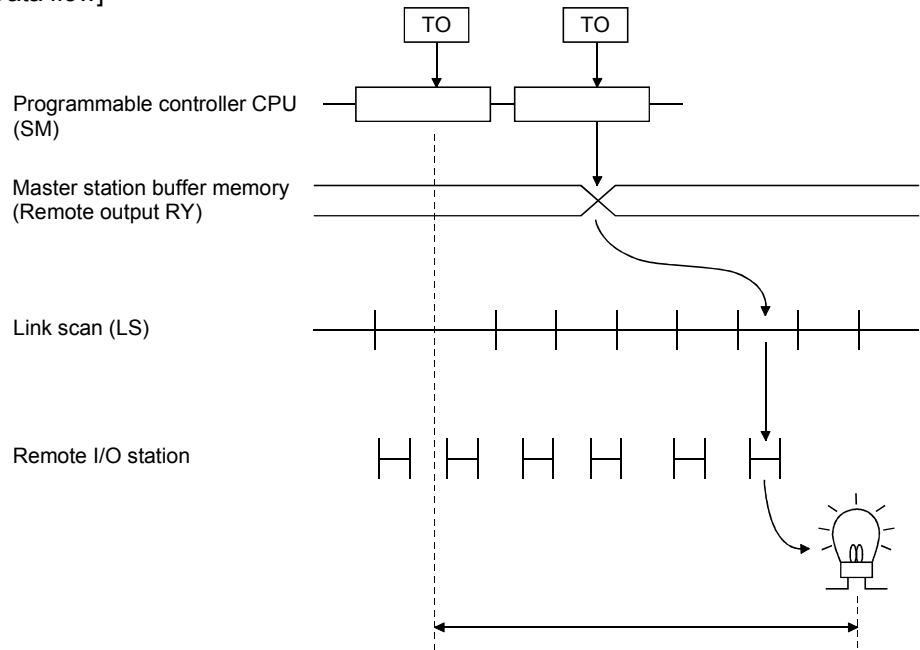 TO TO
Programmable controller CPU
(SM)
Master station buffer memory
(Remote output RY)
Link scan (LS)
Remote I/O station